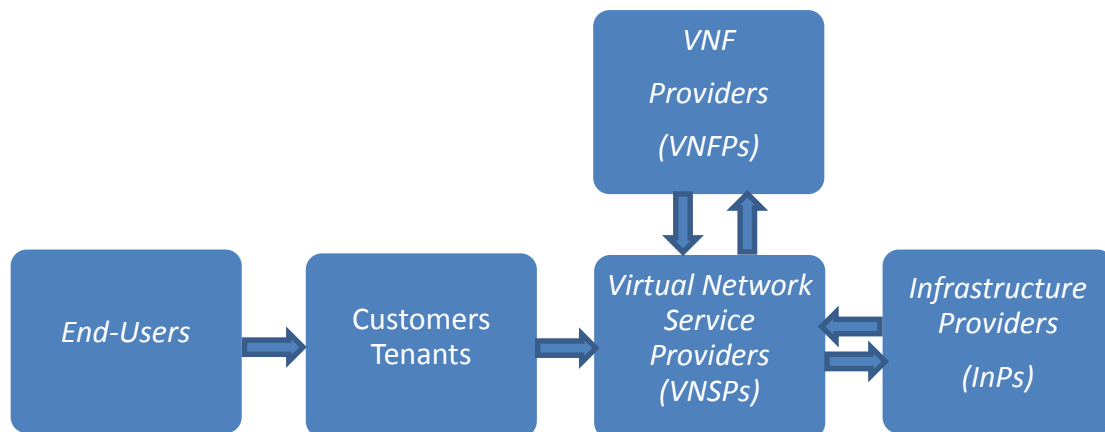 VNF
Providers
(VNFPs)
End-Users
Customers
Tenants
Virtual Network
Service
Providers
(VNSPs)
Infrastructure
Providers
(InPs)